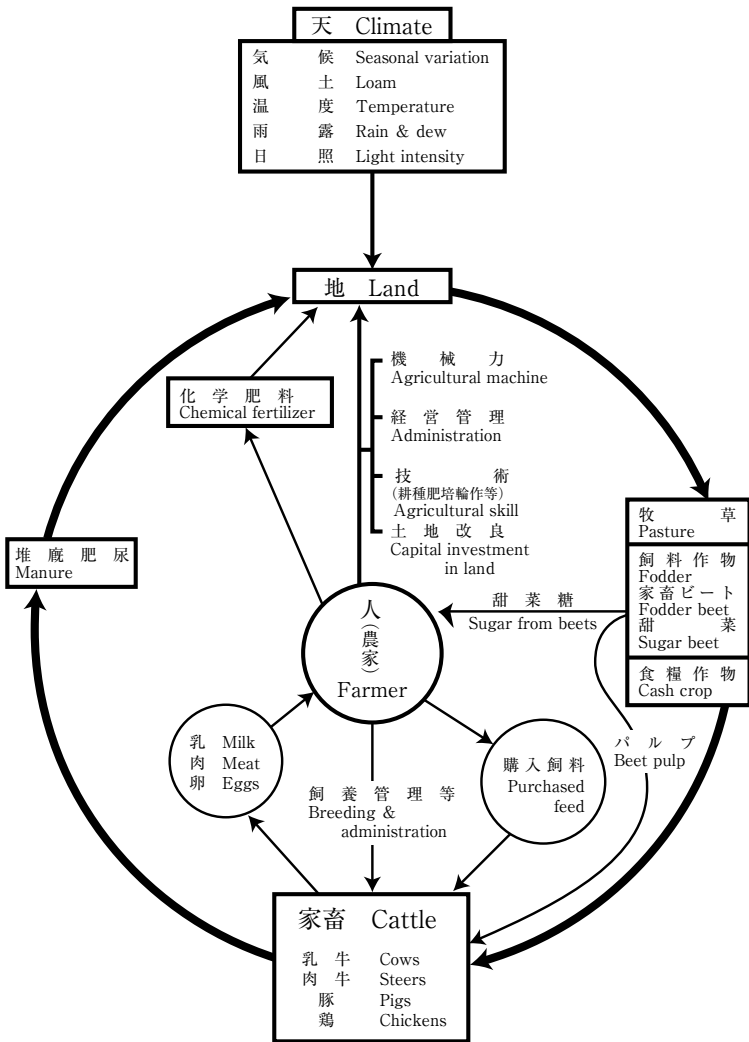 天 Climate
気候 Seasonal variation
風土 Loam
温度 Temperature
雨露 Rain & dew
日照 Light intensity
地 Land
機械力
Agricultural machine
化学肥料
Chemical fertilizer
経営管理
Administration
技術
(耕種肥培輪作等)
Agricultural skill
土地改良
Capital investment
in land
牧草
Pasture
飼料作物
Fodder
家畜ビート
Fodder beet
甜菜
Sugar beet
食糧作物
Cash crop
堆廐肥尿
Manure
甜菜糖
Sugar from beets
人
(農家)
Farmer
乳 Milk
肉 Meat
卵 Eggs
飼養管理等
Breeding &
administration
購入飼料
Purchased
feed
パルプ
Beet pulp
家畜 Cattle
乳牛 Cows
肉牛 Steers
豚 Pigs
鶏 Chickens